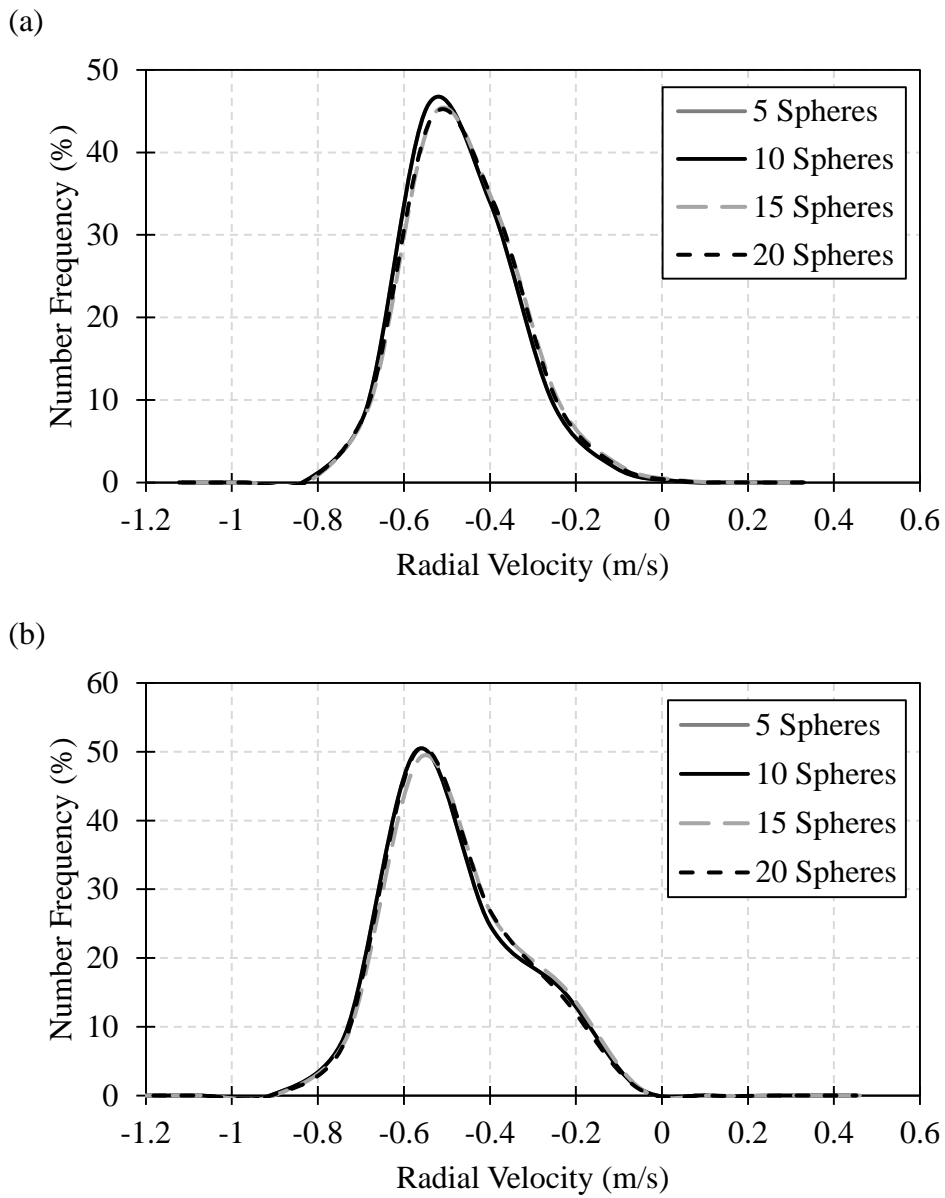 (a)
50
40
30
20
10
0
Number Frequency (%)
5 Spheres
10 Spheres
15 Spheres
20 Spheres
-1.2 -1 -0.8 -0.6 -0.4 -0.2 0 0.2 0.4 0.6
Radial Velocity (m/s)
(b)
60
50
40
30
20
10
0
Number Frequency (%)
5 Spheres
10 Spheres
15 Spheres
20 Spheres
-1.2 -1 -0.8 -0.6 -0.4 -0.2 0 0.2 0.4 0.6
Radial Velocity (m/s)